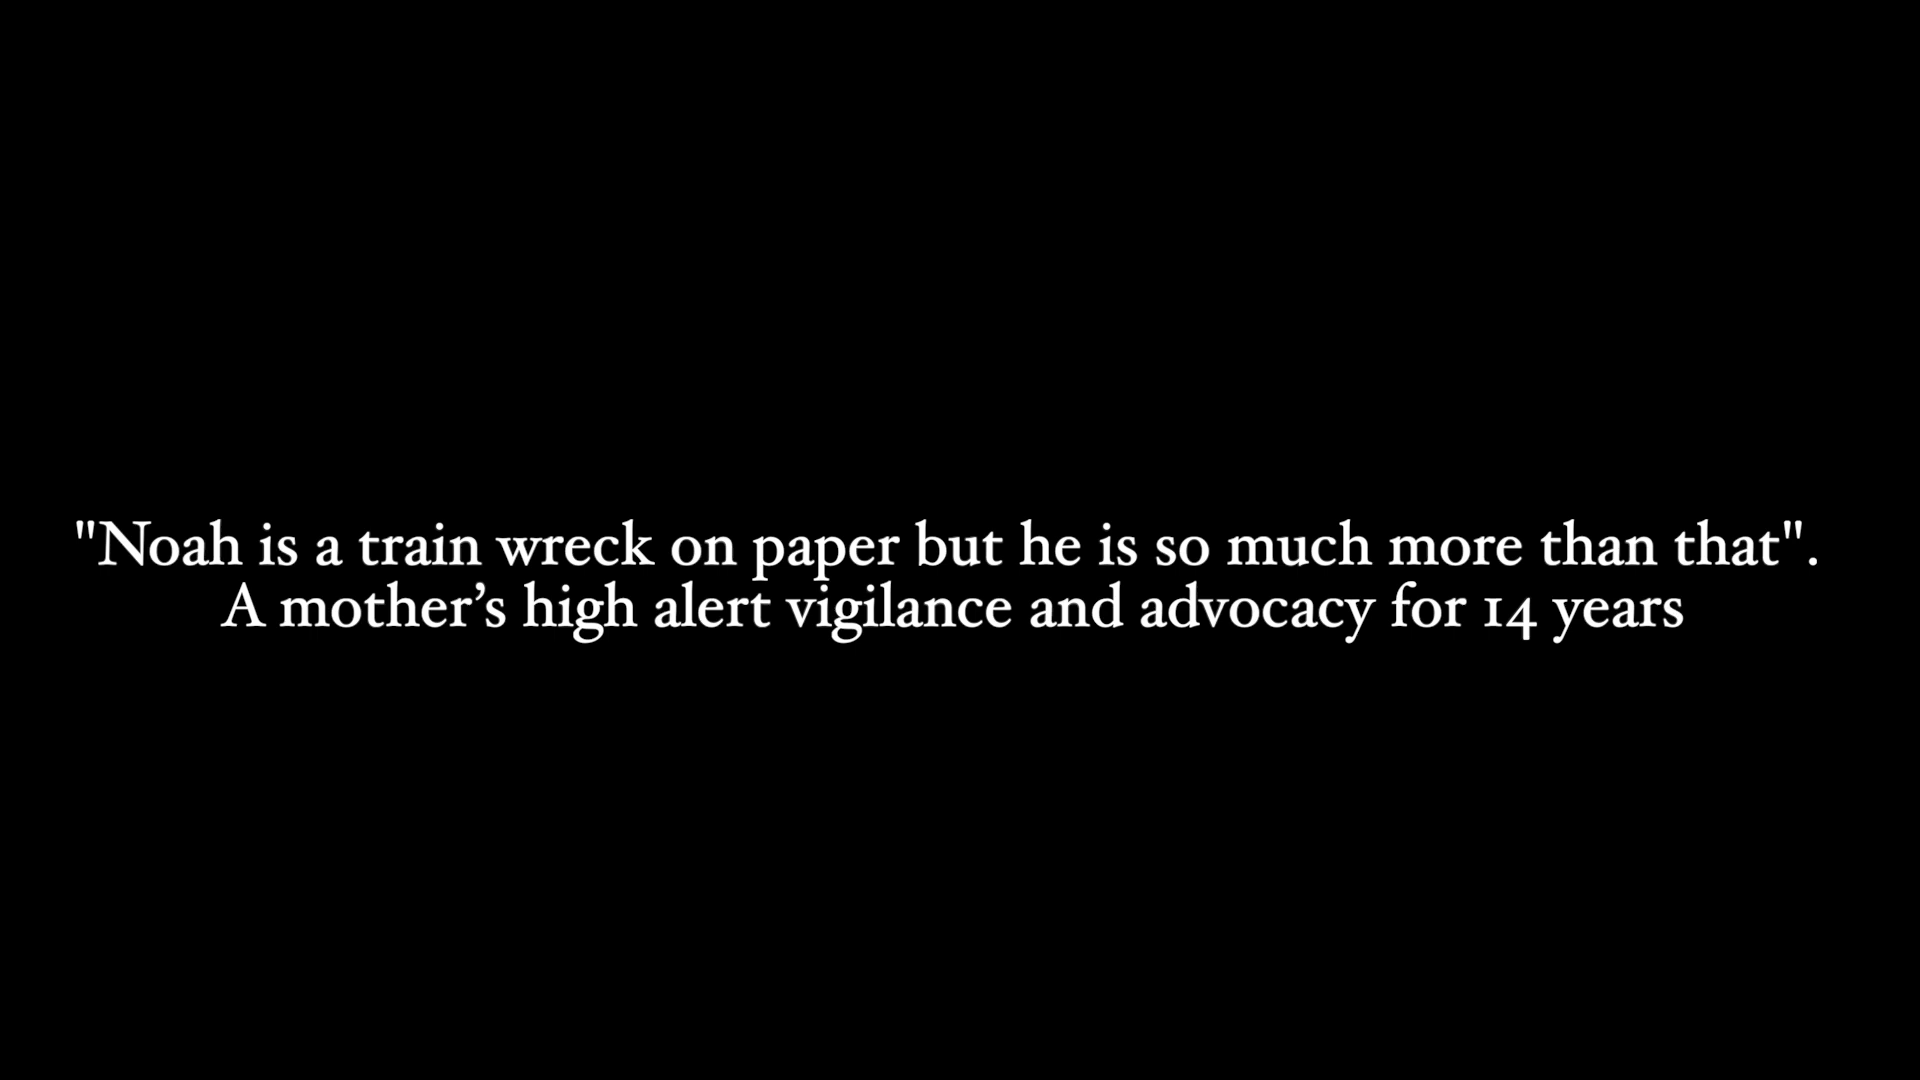 "Noah is a train wreck on paper but he is so much more than that".
A mother’s high alert vigilance and advocacy for 14 years